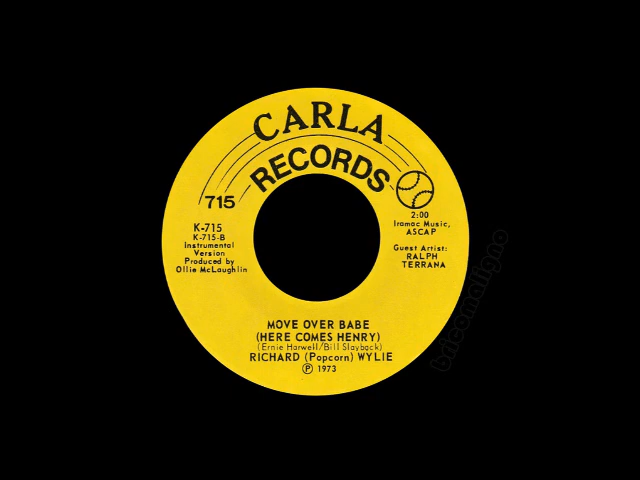 CARLA
RECORDS
715
K-715
K-715-B
Instrumental
Version
Produced by
Ollie McLaughlin
2:00
Iramac Music,
ASCAP
Guest Artist:
RALPH
TERRANA
MOVE OVER BABE
(HERE COMES HENRY)
(Ernie Harwell/Bill Slayback)
RICHARD (Popcorn) WYLIE
Ⓟ 1973